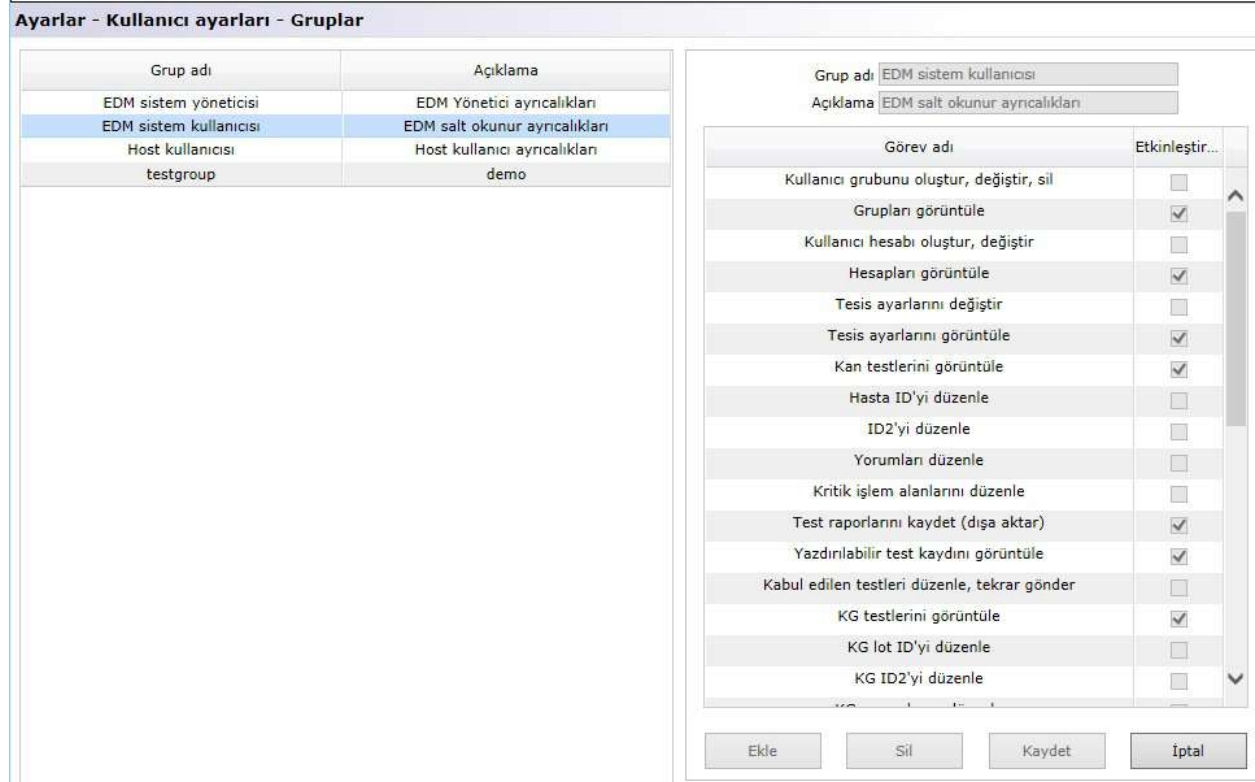 Ayarlar - Kullanıcı ayarları - Gruplar
Grup adı Açıklama
EDM sistem yöneticisi EDM Yönetici ayrıcalıkları
EDM sistem kullanıcısı EDM salt okunur ayrıcalıkları
Host kullanıcısı Host kullanıcı ayrıcalıkları
testgroup demo
Grup adı EDM sistem kullanıcısı
Açıklama EDM salt okunur ayrıcalıkları
Görev adı Etkinleştir...
Kullanıcı grubunu oluştur, değiştir, sil
Grupları görüntüle
Kullanıcı hesabı oluştur, değiştir
Hesapları görüntüle
Tesis ayarlarını değiştir
Tesis ayarlarını görüntüle
Kan testlerini görüntüle
Hasta ID'yi düzenle
ID2'yi düzenle
Yorumları düzenle
Kritik işlem alanlarını düzenle
Test raporlarını kaydet (dışa aktar)
Yazdırılabilir test kaydını görüntüle
Kabul edilen testleri düzenle, tekrar gönder
KG testlerini görüntüle
KG lot ID'yi düzenle
KG ID2'yi düzenle
Ekle Sil Kaydet İptal